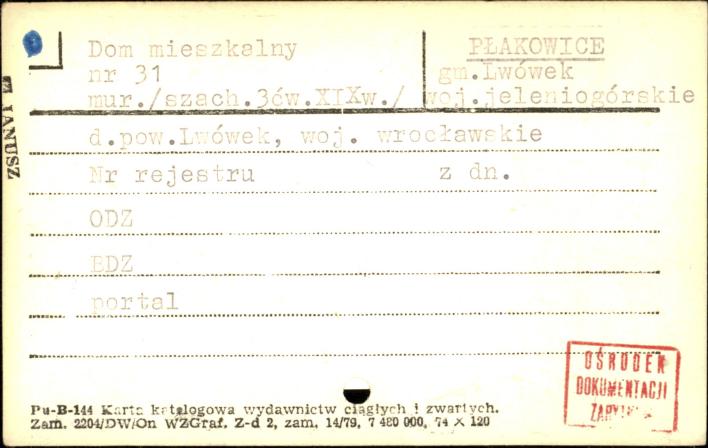 Dom mieszkalny
nr 31
mur./szach.3ćw.XIXw./
PŁAKOWICE
gm.Lwówek
woj.jeleniogórskie
d.pow.Lwówek, woj. wrocławskie
Nr rejestru z dn.
ODZ
BDZ
portal
JANUSZ
OŚRODEK
DOKUMENTACJI
Pu-B-144 Karta katalogowa wydawnictw ciągłych i zwartych.
Zam. 2204/DW/On WZGraf. Z-d 2, zam. 14/79, 7 480 000, 74 X 120